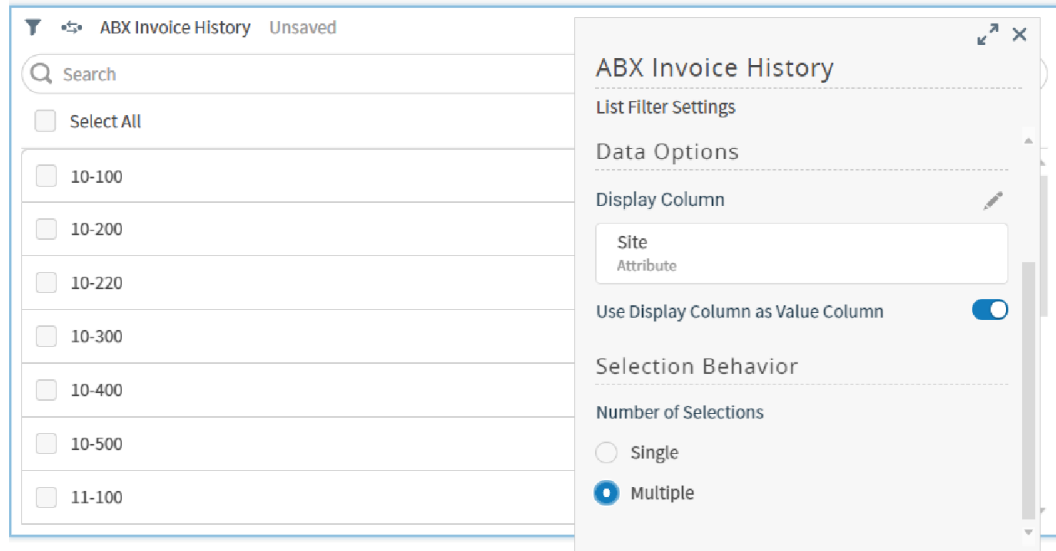 ABX Invoice History Unsaved
Search
Select All
10-100
10-200
10-220
10-300
10-400
10-500
11-100
ABX Invoice History
List Filter Settings
Data Options
Display Column
Site
Attribute
Use Display Column as Value Column
Selection Behavior
Number of Selections
Single
Multiple